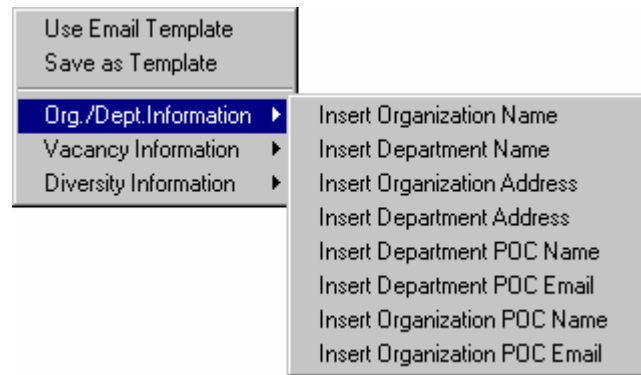 Use Email Template
Save as Template
Org./Dept.Information
Vacancy Information
Diversity Information
Insert Organization Name
Insert Department Name
Insert Organization Address
Insert Department Address
Insert Department POC Name
Insert Department POC Email
Insert Organization POC Name
Insert Organization POC Email